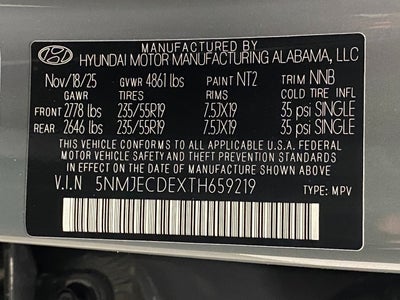 MANUFACTURED BY
HYUNDAI MOTOR MANUFACTURING ALABAMA, LLC
Nov/18/25 GVWR 4861 lbs PAINT NT2 TRIM NNB
GAWR TIRES RIMS COLD TIRE INFL
FRONT 2778 lbs 235/55R19 7.5JX19 35 psi SINGLE
REAR 2646 lbs 235/55R19 7.5JX19 35 psi SINGLE
THIS VEHICLE CONFORMS TO ALL APPLICABLE U.S. FEDERAL
MOTOR VEHICLE SAFETY AND THEFT PREVENTION STANDARDS
IN EFFECT ON THE DATE OF MANUFACTURE SHOWN ABOVE.
V.I.N 5NMJECDEXTH659219 TYPE: MPV